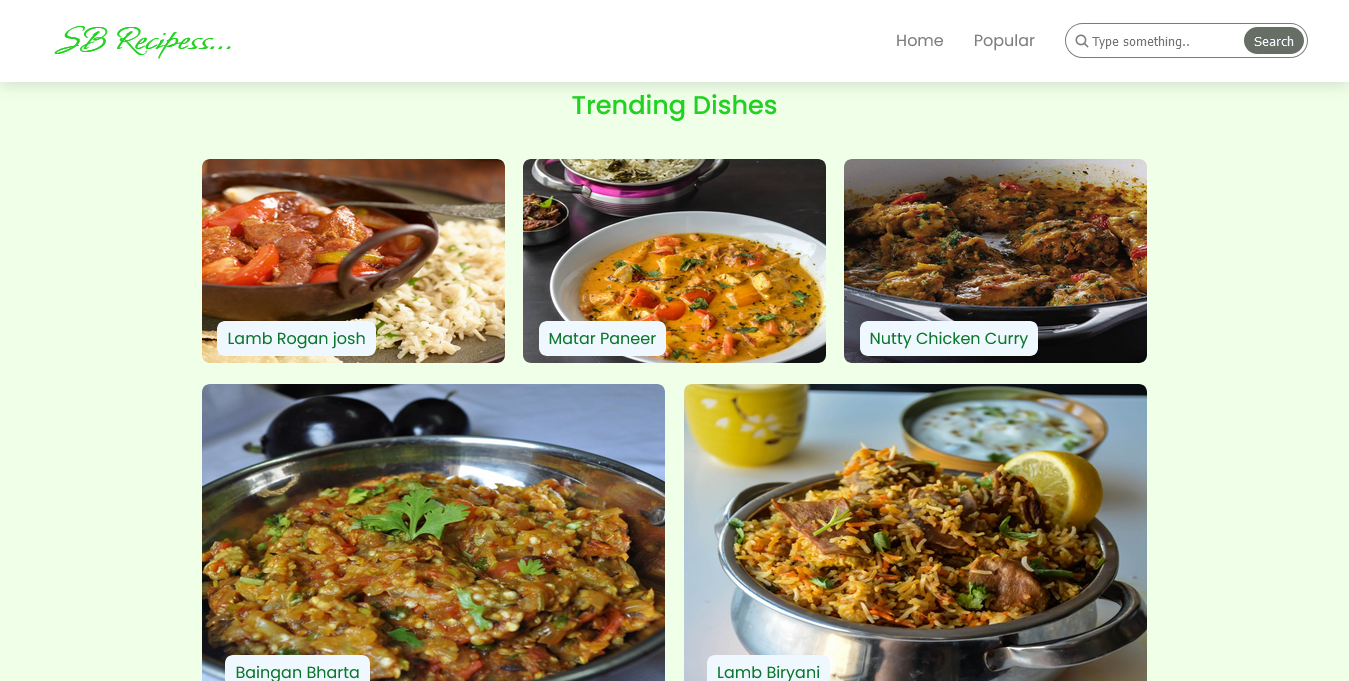 SB Recipess...
Home
Popular
Type something..
Search
Trending Dishes
Lamb Rogan josh
Matar Paneer
Nutty Chicken Curry
Baingan Bharta
Lamb Biryani